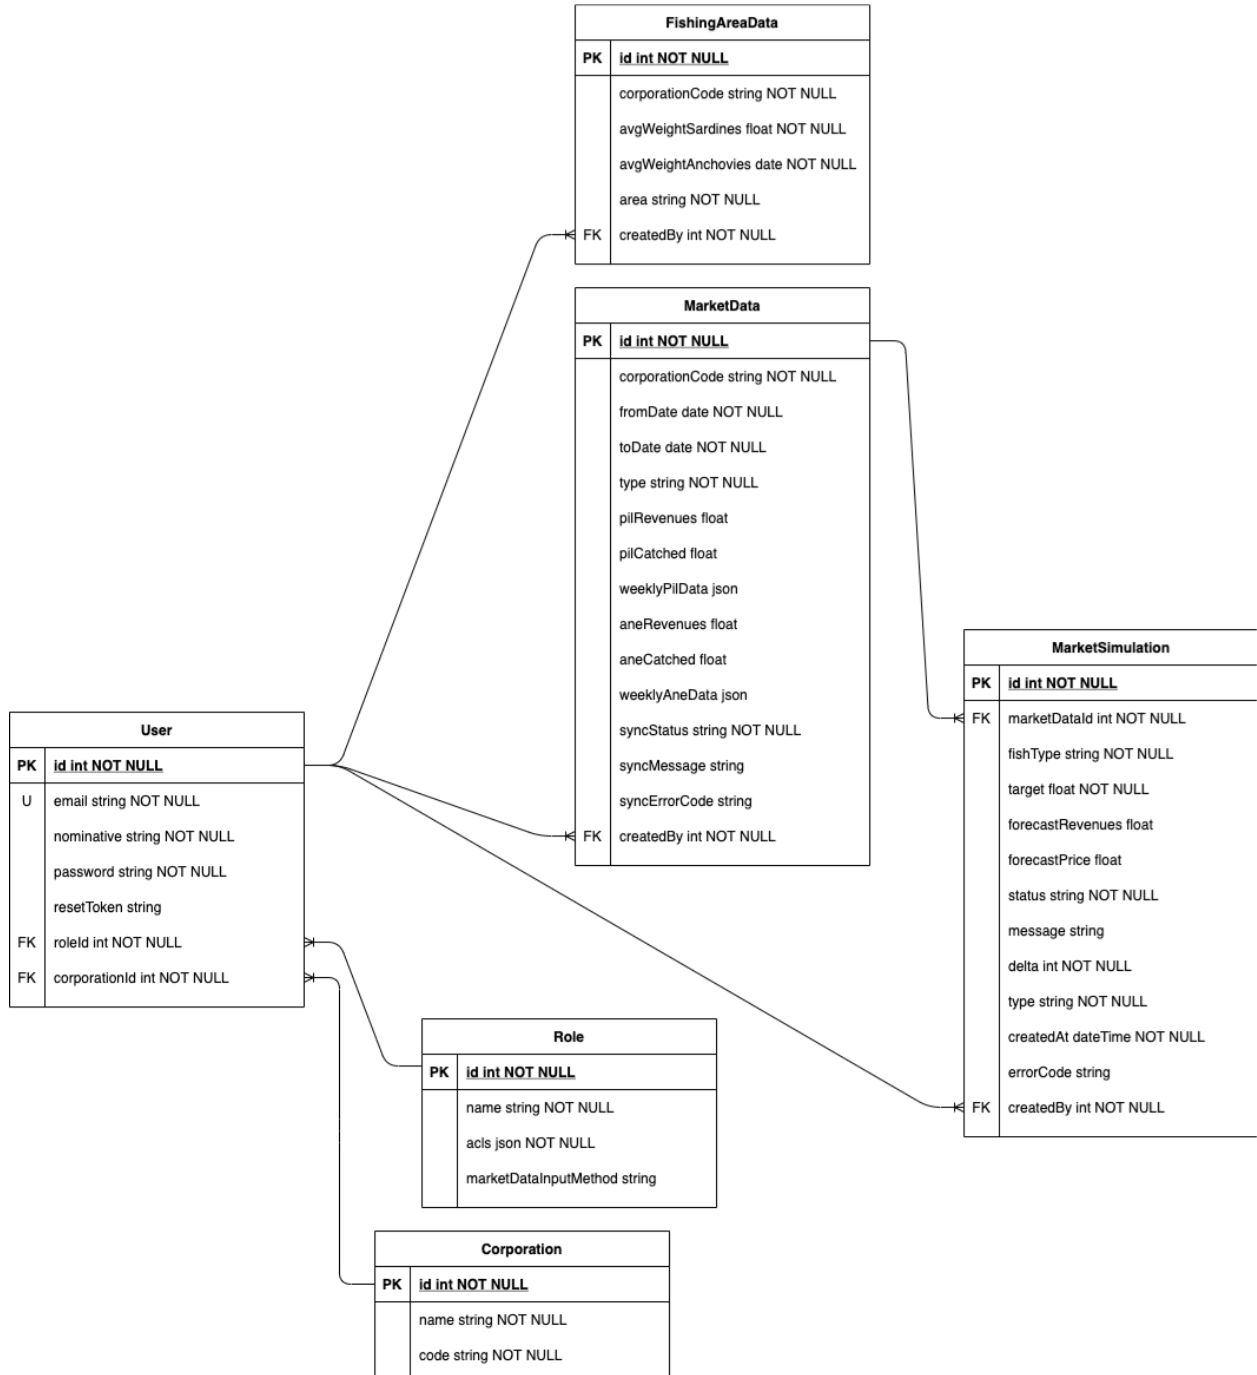 FishingAreaData
PK id int NOT NULL
corporationCode string NOT NULL
avgWeightSardines float NOT NULL
avgWeightAnchovies date NOT NULL
area string NOT NULL
FK createdBy int NOT NULL
MarketData
PK id int NOT NULL
corporationCode string NOT NULL
fromDate date NOT NULL
toDate date NOT NULL
type string NOT NULL
pilRevenues float
pilCatched float
weeklyPilData json
aneRevenues float
aneCatched float
weeklyAneData json
syncStatus string NOT NULL
syncMessage string
syncErrorCode string
FK createdBy int NOT NULL
MarketSimulation
PK id int NOT NULL
FK marketDataId int NOT NULL
fishType string NOT NULL
target float NOT NULL
forecastRevenues float
forecastPrice float
status string NOT NULL
message string
delta int NOT NULL
type string NOT NULL
createdAt dateTime NOT NULL
errorCode string
FK createdBy int NOT NULL
User
PK id int NOT NULL
U email string NOT NULL
nominative string NOT NULL
password string NOT NULL
resetToken string
FK roleId int NOT NULL
FK corporationId int NOT NULL
Role
PK id int NOT NULL
name string NOT NULL
acls json NOT NULL
marketDataInputMethod string
Corporation
PK id int NOT NULL
name string NOT NULL
code string NOT NULL